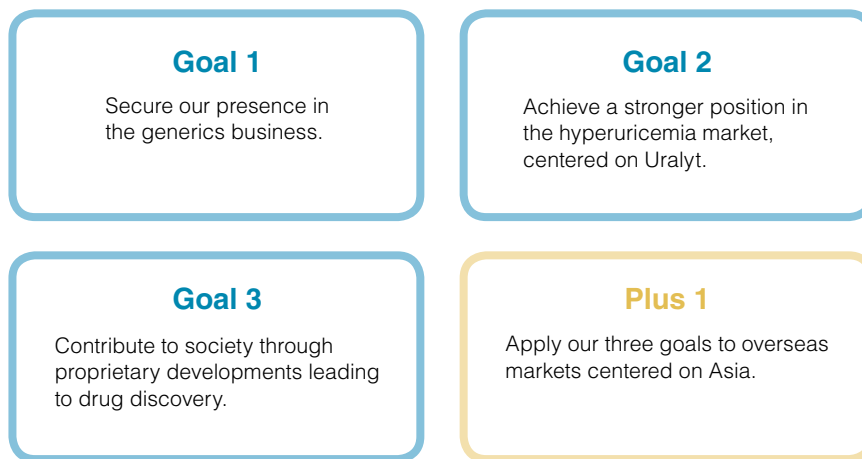 Goal 1
Secure our presence in
the generics business.
Goal 2
Achieve a stronger position in
the hyperuricemia market,
centered on Uralyt.
Goal 3
Contribute to society through
proprietary developments leading
to drug discovery.
Plus 1
Apply our three goals to overseas
markets centered on Asia.